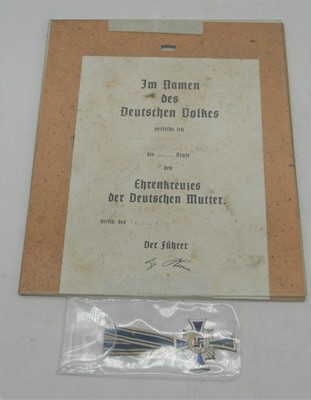 Im Namen
des
Deutschen Volkes
verleihe ich
die Stufe
des
Ehrenkreuzes
der Deutschen Mutter.
Berlin, den
Der Führer